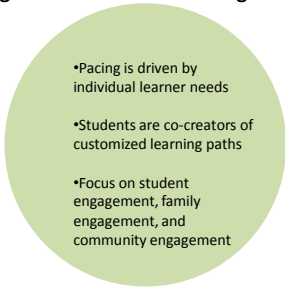 •Pacing is driven by
individual learner needs
•Students are co-creators of
customized learning paths
•Focus on student
engagement, family
engagement, and
community engagement